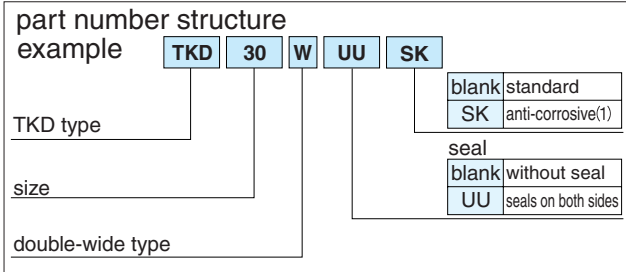 part number structure
example TKD 30 W UU SK
blank standard
SK anti-corrosive(1)
TKD type
seal
blank without seal
size
UU seals on both sides
double-wide type